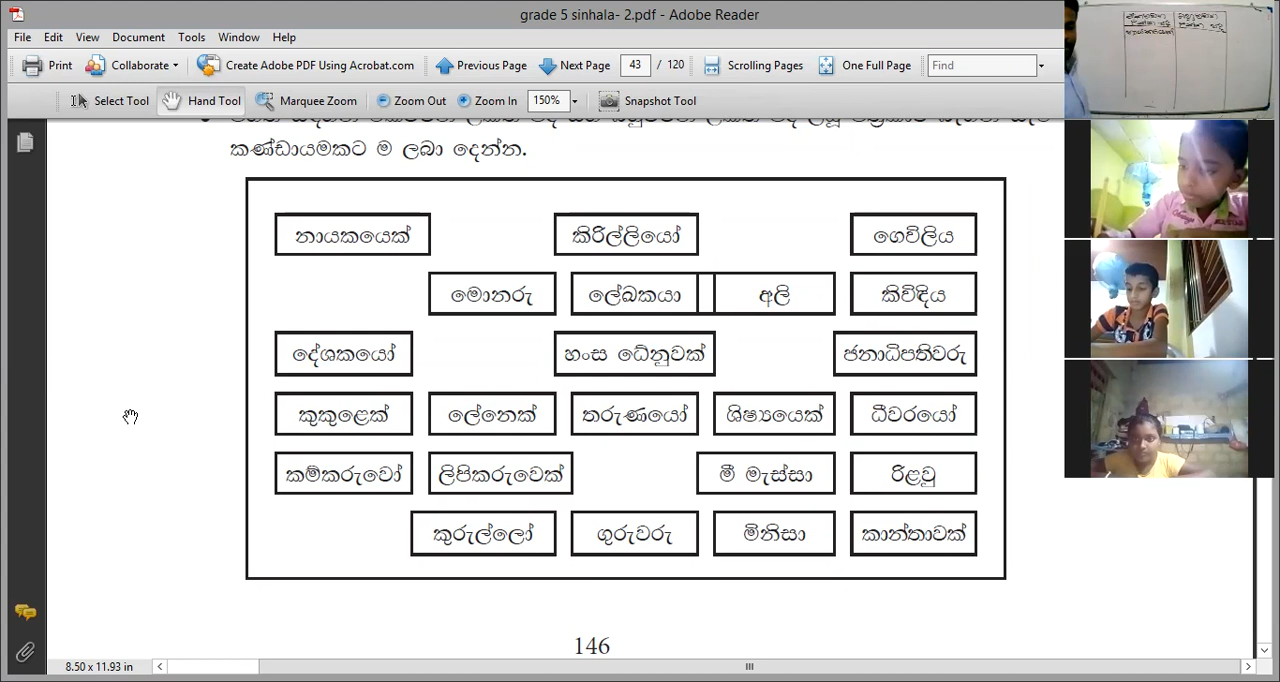 grade 5 sinhala- 2.pdf - Adobe Reader
File Edit View Document Tools Window Help
Print Collaborate Create Adobe PDF Using Acrobat.com Previous Page Next Page 43 / 120 Scrolling Pages One Full Page Find
Select Tool Hand Tool Marquee Zoom Zoom Out Zoom In 150% Snapshot Tool
කණ්ඩායමකට ම ලබා දෙන්න.
නායකයෙක් කිරිල්ලියෝ ගෙවිලිය
මොනරු ලේඛකයා අලි කිවිඳිය
දේශකයෝ හංස ධේනුවක් ජනාධිපතිවරු
කුකුළෙක් ලේනෙක් තරුණයෝ ශිෂ්‍යයෙක් ධීවරයෝ
කම්කරුවෝ ලිපිකරුවෙක් මී මැස්සා රිළවු
කුරුල්ලෝ ගුරුවරු මිනිසා කාන්තාවක්
146
8.50 x 11.93 in